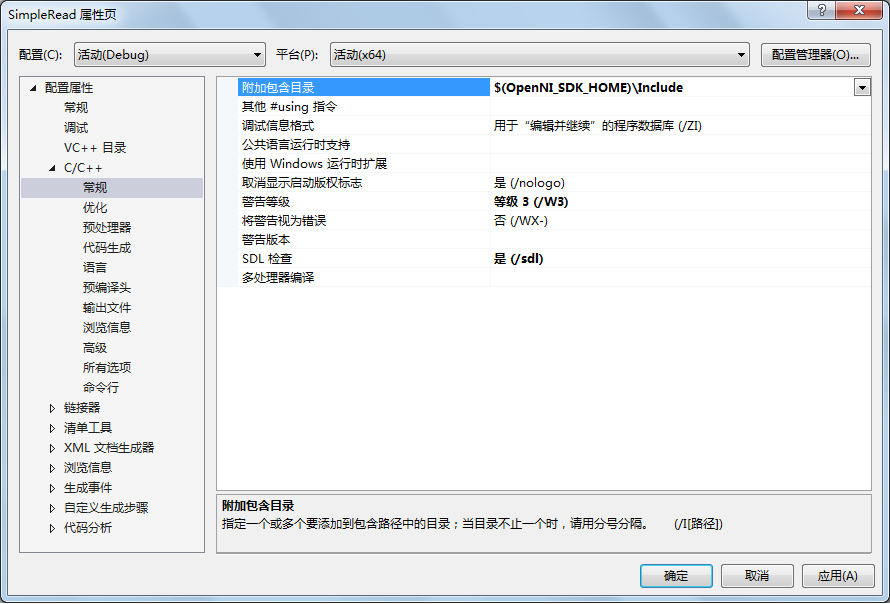 SimpleRead 属性页
配置(C): 活动(Debug) 平台(P): 活动(x64) 配置管理器(O)...
配置属性
常规
调试
VC++ 目录
C/C++
常规
优化
预处理器
代码生成
语言
预编译头
输出文件
浏览信息
高级
所有选项
命令行
链接器
清单工具
XML 文档生成器
浏览信息
生成事件
自定义生成步骤
代码分析
附加包含目录 $(OpenNI_SDK_HOME)\Include
其他 #using 指令
调试信息格式 用于“编辑并继续”的程序数据库 (/ZI)
公共语言运行时支持
使用 Windows 运行时扩展
取消显示启动版权标志 是 (/nologo)
警告等级 等级 3 (/W3)
将警告视为错误 否 (/WX-)
警告版本
SDL 检查 是 (/sdl)
多处理器编译
附加包含目录
指定一个或多个要添加到包含路径中的目录；当目录不止一个时，请用分号分隔。 (/I[路径])
确定 取消 应用(A)